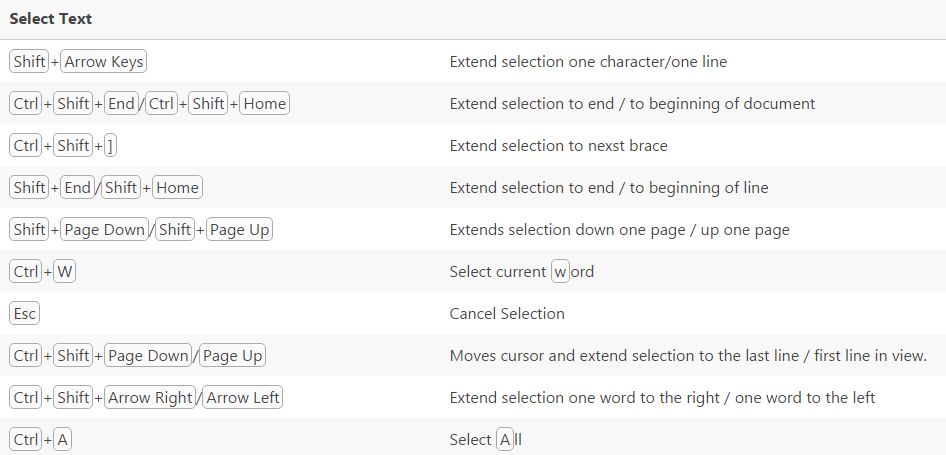 Select Text
Shift+Arrow Keys Extend selection one character/one line
Ctrl+Shift+End/Ctrl+Shift+Home Extend selection to end / to beginning of document
Ctrl+Shift+] Extend selection to nexst brace
Shift+End/Shift+Home Extend selection to end / to beginning of line
Shift+Page Down/Shift+Page Up Extends selection down one page / up one page
Ctrl+W Select current word
Esc Cancel Selection
Ctrl+Shift+Page Down/Page Up Moves cursor and extend selection to the last line / first line in view.
Ctrl+Shift+Arrow Right/Arrow Left Extend selection one word to the right / one word to the left
Ctrl+A Select All